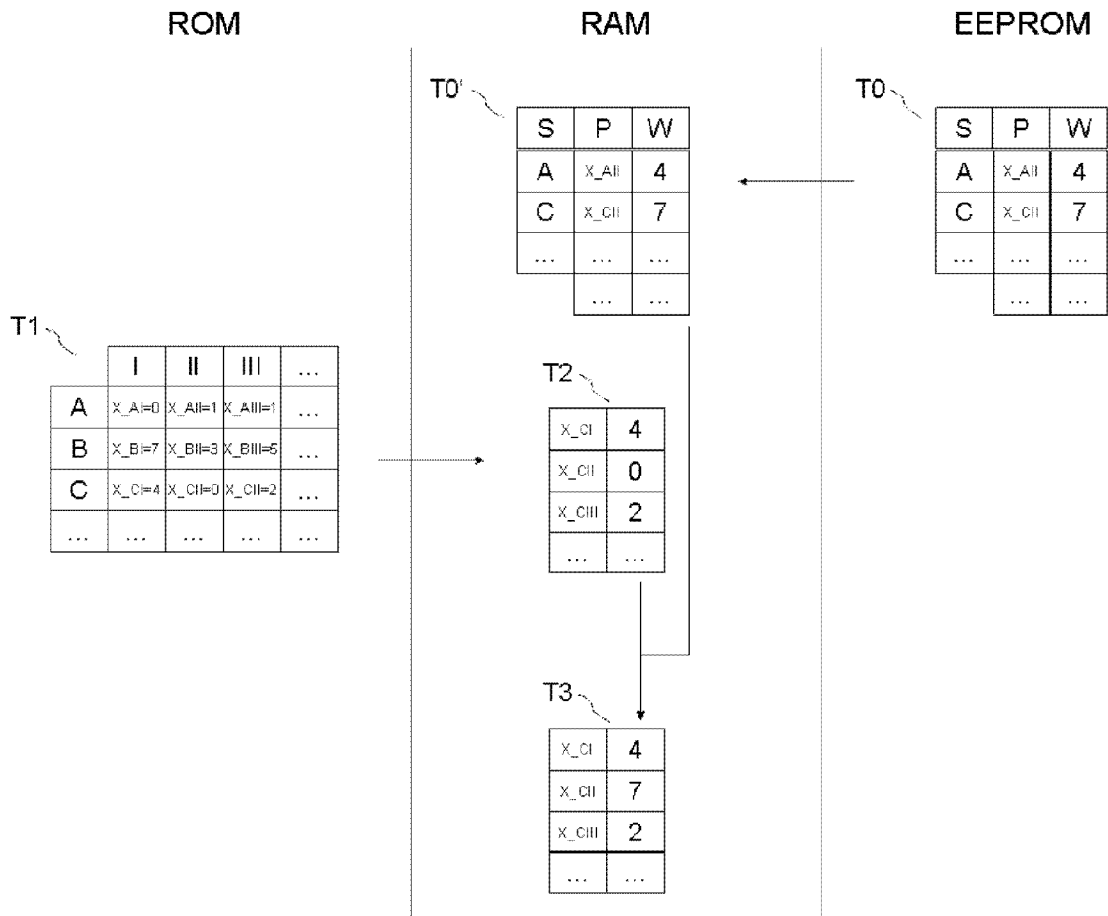 ROM
RAM
EEPROM
T0'
S P W
A X_AII 4
C X_CII 7
... ... ...
... ...
T0
S P W
A X_AII 4
C X_CII 7
... ... ...
... ...
T1
I II III ...
A X_AI=0 X_AII=1 X_AIII=1 ...
B X_BI=7 X_BII=3 X_BIII=5 ...
C X_CI=4 X_CII=0 X_CII=2 ...
... ... ... ... ...
T2
X_CI 4
X_CII 0
X_CIII 2
... ...
T3
X_CI 4
X_CII 7
X_CIII 2
... ...